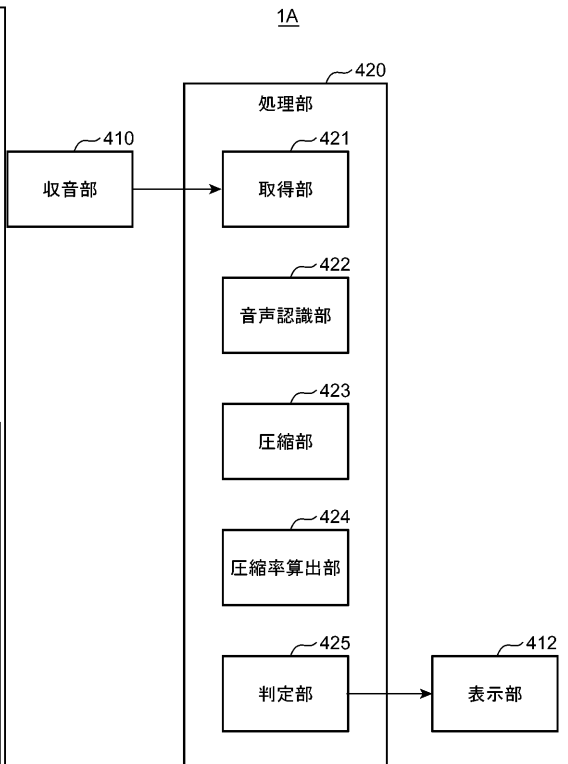 1A
420
処理部
410
収音部
421
取得部
422
音声認識部
423
圧縮部
424
圧縮率算出部
425
判定部
412
表示部